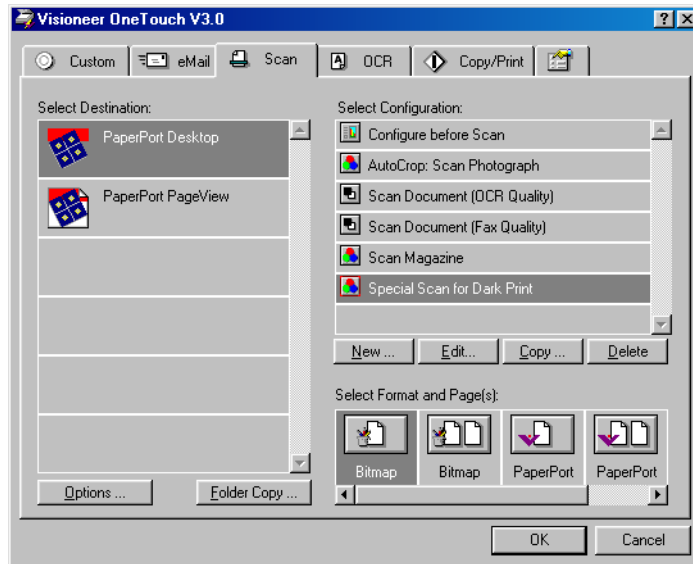 Visioneer OneTouch V3.0
Custom
eMail
Scan
OCR
Copy/Print
Select Destination:
PaperPort Desktop
PaperPort PageView
Options ...
Folder Copy ...
Select Configuration:
Configure before Scan
AutoCrop: Scan Photograph
Scan Document (OCR Quality)
Scan Document (Fax Quality)
Scan Magazine
Special Scan for Dark Print
New ...
Edit...
Copy ...
Delete
Select Format and Page(s):
Bitmap
Bitmap
PaperPort
PaperPort
OK
Cancel